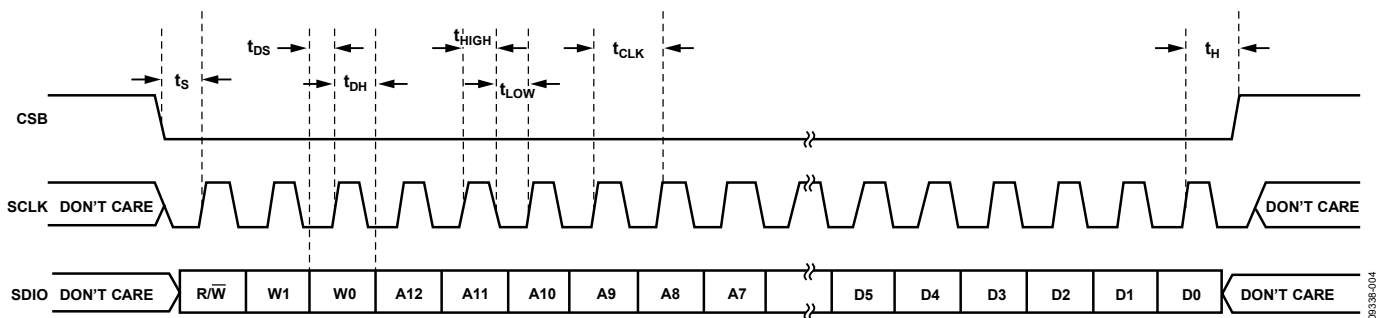 tDS
tHIGH
tCLK
tH
tS
tDH
tLOW
CSB
SCLK DON'T CARE
DON'T CARE
SDIO DON'T CARE R/W̅ W1 W0 A12 A11 A10 A9 A8 A7 D5 D4 D3 D2 D1 D0 DON'T CARE
09338-004